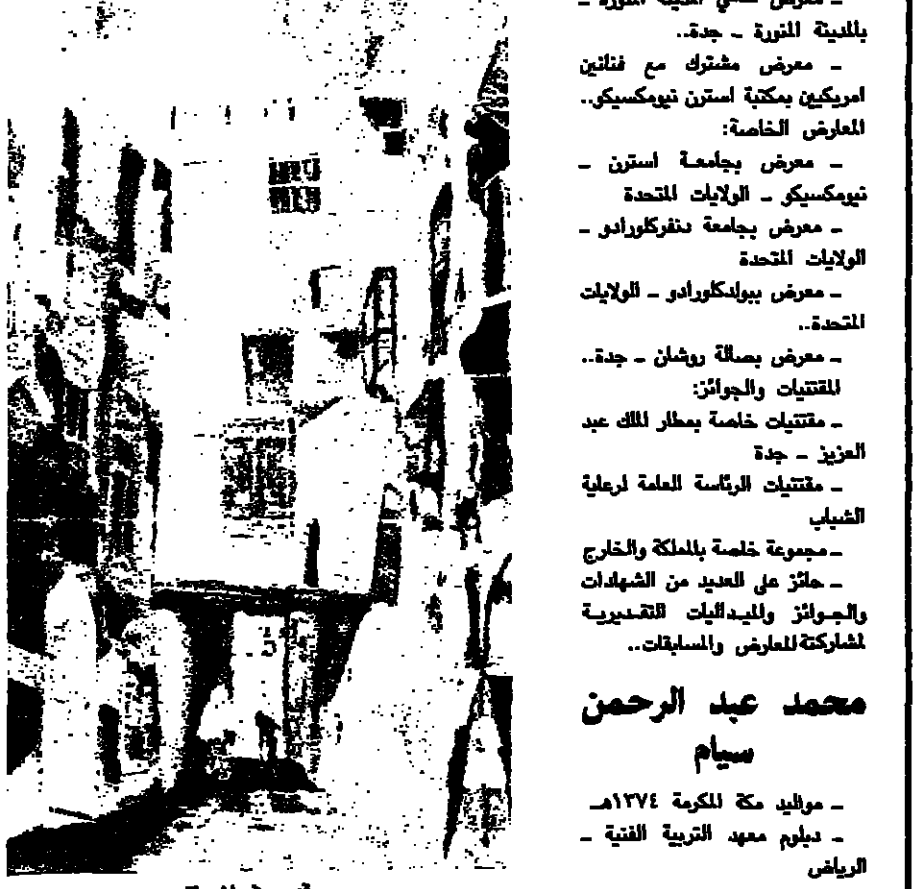 بالمدينة المنورة ـ جدة..
ـ معرض مشترك مع فنانين
امريكيين بمكتبة استرن نيومكسيكو..
المعارض الخاصة:
ـ معرض بجامعة استرن ـ
نيومكسيكو ـ الولايات المتحدة
ـ معرض بجامعة دنفركلورادو ـ
الولايات المتحدة
ـ معرض ببولدكلورادو ـ الولايات
المتحدة..
ـ معرض بصالة روشان ـ جدة..
المقتنيات والجوائز:
ـ مقتنيات خاصة بمطار الملك عبد
العزيز ـ جدة
ـ مقتنيات الرئاسة العامة لرعاية
الشباب
ـ مجموعة خاصة بالملكة والخارج
ـ حائز على العديد من الشهادات
والجوائز والميداليات التقديرية
لمشاركتة المعارض والمسابقات..
محمد عبد الرحمن
سيام
ـ مواليد مكة المكرمة ١٣٧٤هـ
ـ دبلوم معهد التربية الفنية ـ
الرياض